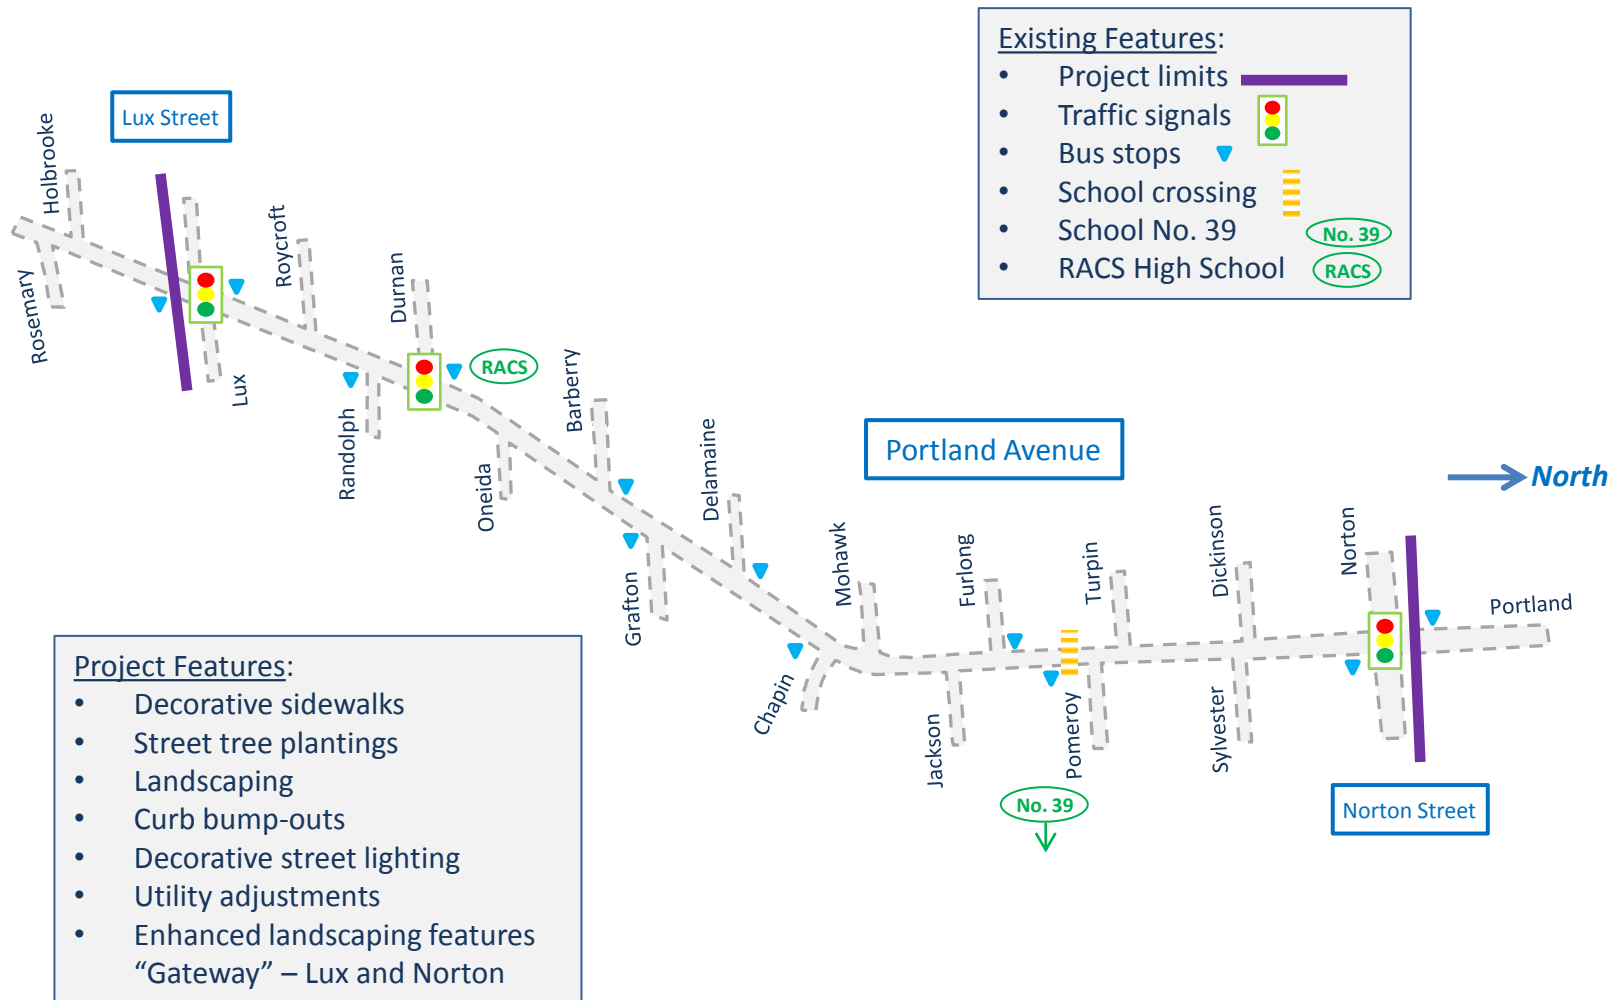 Existing Features:
• Project limits
• Traffic signals
• Bus stops
• School crossing
• School No. 39
No. 39
• RACS High School
RACS
Lux Street
Holbrooke
Rosemary
Lux
Roycroft
Randolph
Durnan
RACS
Oneida
Barberry
Grafton
Delamaine
Portland Avenue
North
Chapin
Mohawk
Jackson
Furlong
Pomeroy
Turpin
Sylvester
Dickinson
Norton
Portland
No. 39
Norton Street
Project Features:
• Decorative sidewalks
• Street tree plantings
• Landscaping
• Curb bump-outs
• Decorative street lighting
• Utility adjustments
• Enhanced landscaping features
“Gateway” – Lux and Norton